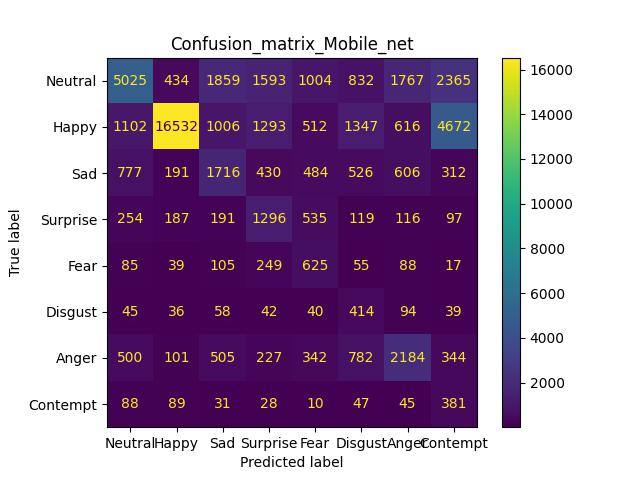 Confusion_matrix_Mobile_net
True label
Neutral 5025 434 1859 1593 1004 832 1767 2365
Happy 1102 16532 1006 1293 512 1347 616 4672
Sad 777 191 1716 430 484 526 606 312
Surprise 254 187 191 1296 535 119 116 97
Fear 85 39 105 249 625 55 88 17
Disgust 45 36 58 42 40 414 94 39
Anger 500 101 505 227 342 782 2184 344
Contempt 88 89 31 28 10 47 45 381
Neutral Happy Sad Surprise Fear Disgust Anger Contempt
Predicted label
16000
14000
12000
10000
8000
6000
4000
2000